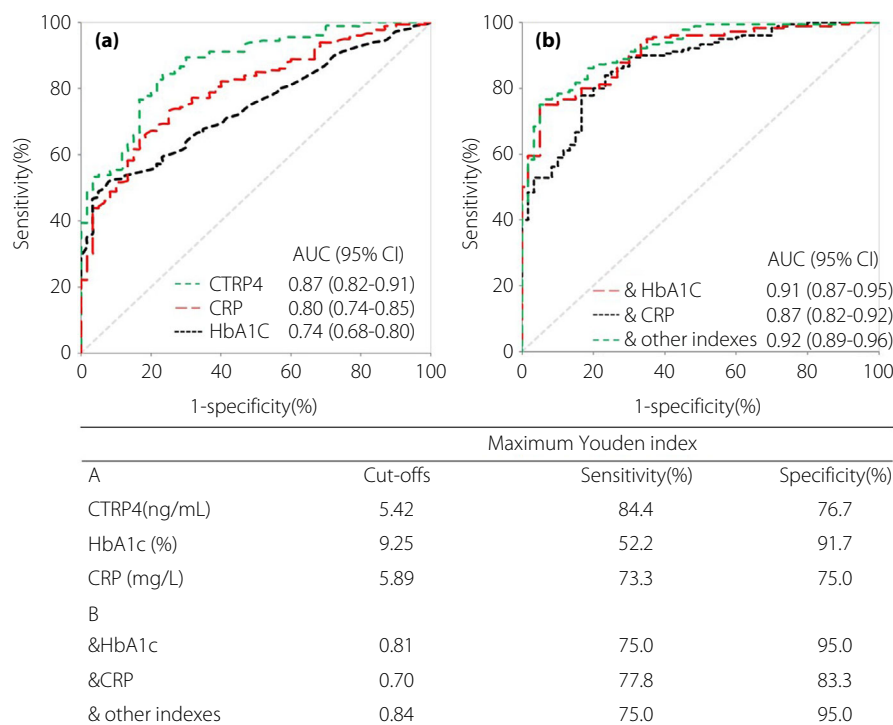 (a)
100
80
60
40
20
0
Sensitivity(%)
AUC (95% CI)
CTRP4 0.87 (0.82-0.91)
CRP 0.80 (0.74-0.85)
HbA1C 0.74 (0.68-0.80)
0 20 40 60 80 100
1-specificity(%)
(b)
100
80
60
40
20
0
Sensitivity(%)
AUC (95% CI)
& HbA1C 0.91 (0.87-0.95)
& CRP 0.87 (0.82-0.92)
& other indexes 0.92 (0.89-0.96)
0 20 40 60 80 100
1-specificity(%)
Maximum Youden index
A Cut-offs Sensitivity(%) Specificity(%)
CTRP4(ng/mL) 5.42 84.4 76.7
HbA1c (%) 9.25 52.2 91.7
CRP (mg/L) 5.89 73.3 75.0
B
&HbA1c 0.81 75.0 95.0
&CRP 0.70 77.8 83.3
& other indexes 0.84 75.0 95.0